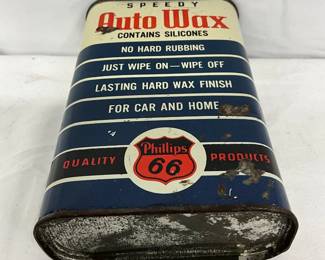 SPEEDY
Auto Wax
CONTAINS SILICONES
NO HARD RUBBING
JUST WIPE ON—WIPE OFF
LASTING HARD WAX FINISH
FOR CAR AND HOME
QUALITY Phillips 66 PRODUCTS